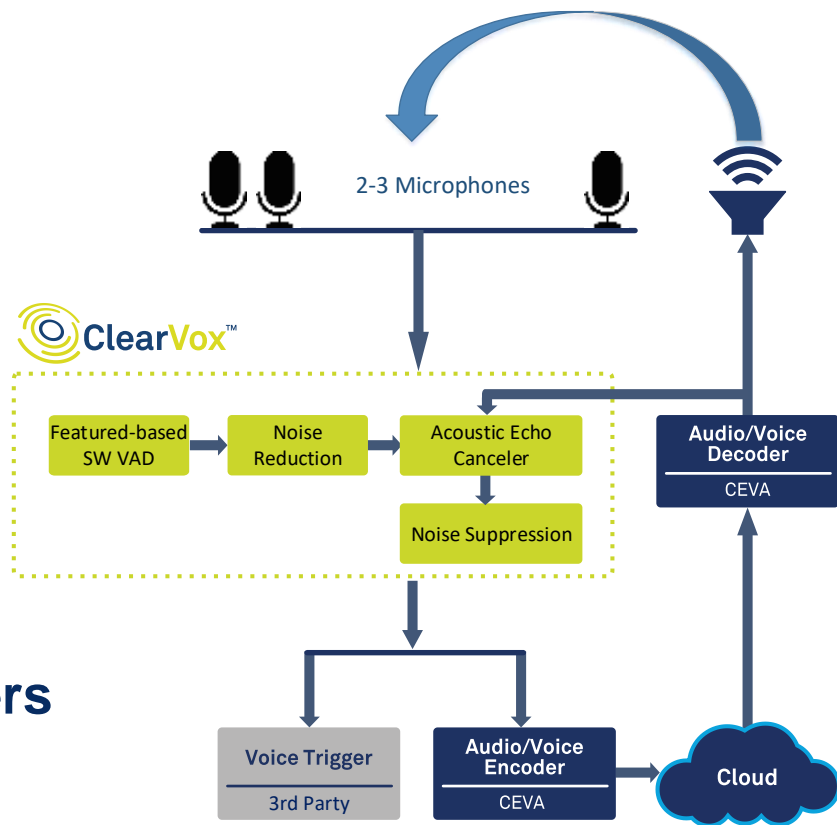 2-3 Microphones
ClearVox™
Featured-based
SW VAD
Noise
Reduction
Acoustic Echo
Canceler
Noise Suppression
Audio/Voice
Decoder
CEVA
ers
Voice Trigger
3rd Party
Audio/Voice
Encoder
CEVA
Cloud